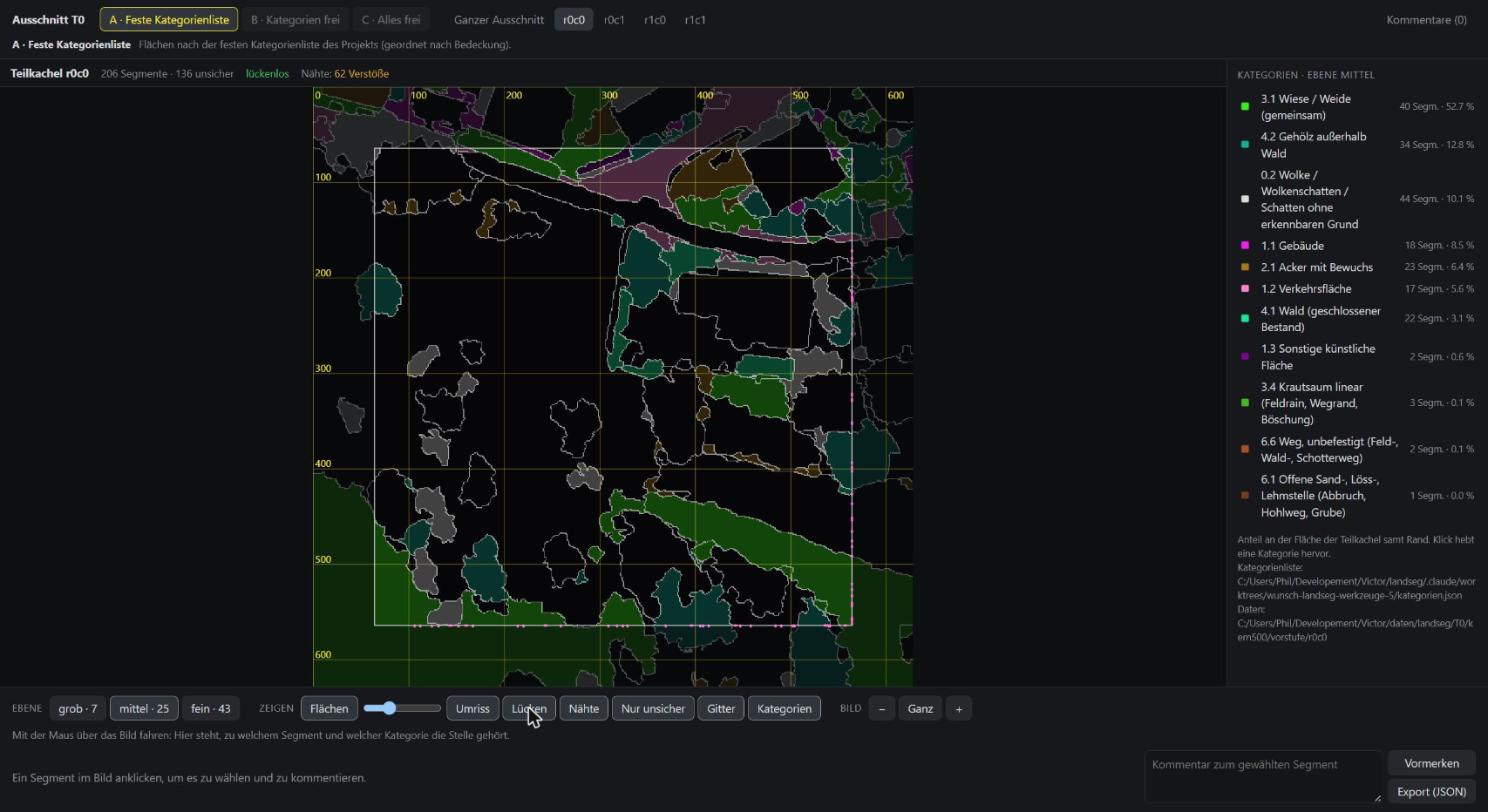 Ausschnitt T0 A · Feste Kategorienliste B · Kategorien frei C · Alles frei Ganzer Ausschnitt r0c0 r0c1 r1c0 r1c1 Kommentare (0)
A · Feste Kategorienliste Flächen nach der festen Kategorienliste des Projekts (geordnet nach Bedeckung).
Teilkachel r0c0 206 Segmente · 136 unsicher lückenlos Nähte: 62 Verstöße
0 100 200 300 400 500 600
100
200
300
400
500
600
KATEGORIEN · EBENE MITTEL
3.1 Wiese / Weide
(gemeinsam)
40 Segm. · 52.7 %
4.2 Gehölz außerhalb
Wald
34 Segm. · 12.8 %
0.2 Wolke /
Wolkenschatten /
Schatten ohne
erkennbaren Grund
44 Segm. · 10.1 %
1.1 Gebäude 18 Segm. · 8.5 %
2.1 Acker mit Bewuchs 23 Segm. · 6.4 %
1.2 Verkehrsfläche 17 Segm. · 5.6 %
4.1 Wald (geschlossener
Bestand)
22 Segm. · 3.1 %
1.3 Sonstige künstliche
Fläche
2 Segm. · 0.6 %
3.4 Krautsaum linear
(Feldrain, Wegrand,
Böschung)
3 Segm. · 0.1 %
6.6 Weg, unbefestigt (Feld-,
Wald-, Schotterweg)
2 Segm. · 0.1 %
6.1 Offene Sand-, Löss-,
Lehmstelle (Abbruch,
Hohlweg, Grube)
1 Segm. · 0.0 %
Anteil an der Fläche der Teilkachel samt Rand. Klick hebt
eine Kategorie hervor.
Kategorienliste:
C:/Users/Phil/Developement/Victor/landseg/.claude/wor
ktrees/wunsch-landseg-werkzeuge-5/kategorien.json
Daten:
C:/Users/Phil/Developement/Victor/daten/landseg/T0/k
ern500/vorstufe/r0c0
EBENE grob · 7 mittel · 25 fein · 43 ZEIGEN Flächen Umriss Lücken Nähte Nur unsicher Gitter Kategorien BILD − Ganz +
Mit der Maus über das Bild fahren: Hier steht, zu welchem Segment und welcher Kategorie die Stelle gehört.
Ein Segment im Bild anklicken, um es zu wählen und zu kommentieren.
Kommentar zum gewählten Segment
Vormerken
Export (JSON)